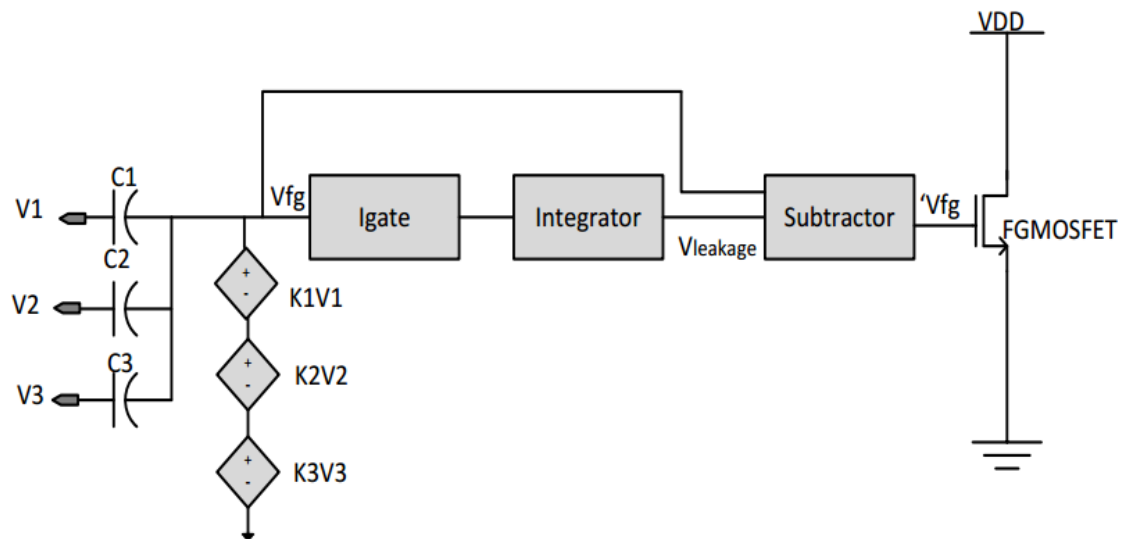 VDD
C1
V1
Vfg
Igate
Integrator
Subtractor
‘Vfg
FGMOSFET
Vleakage
C2
V2
K1V1
C3
V3
K2V2
K3V3
+
-
+
-
+
-